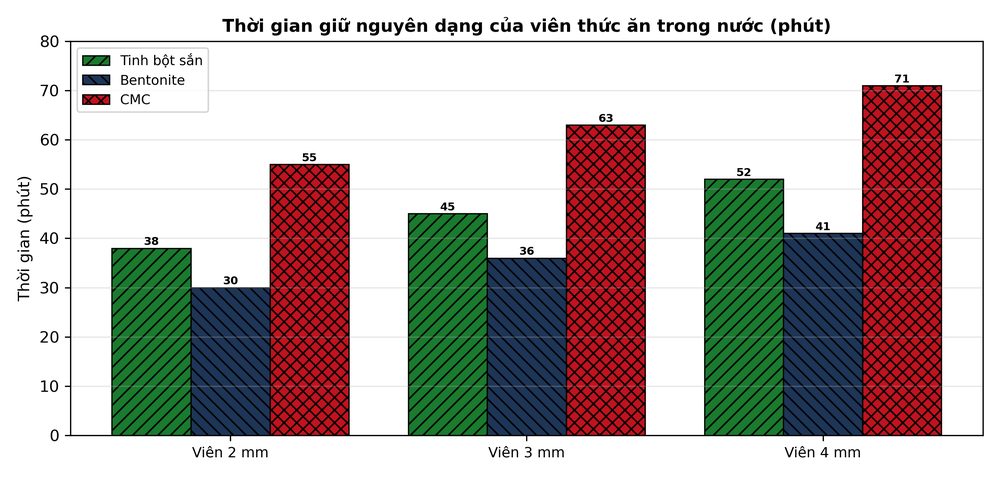 Thời gian giữ nguyên dạng của viên thức ăn trong nước (phút)
Thời gian (phút)
80
70
60
50
40
30
20
10
0
Tinh bột sắn
Bentonite
CMC
38
30
55
45
36
63
52
41
71
Viên 2 mm
Viên 3 mm
Viên 4 mm